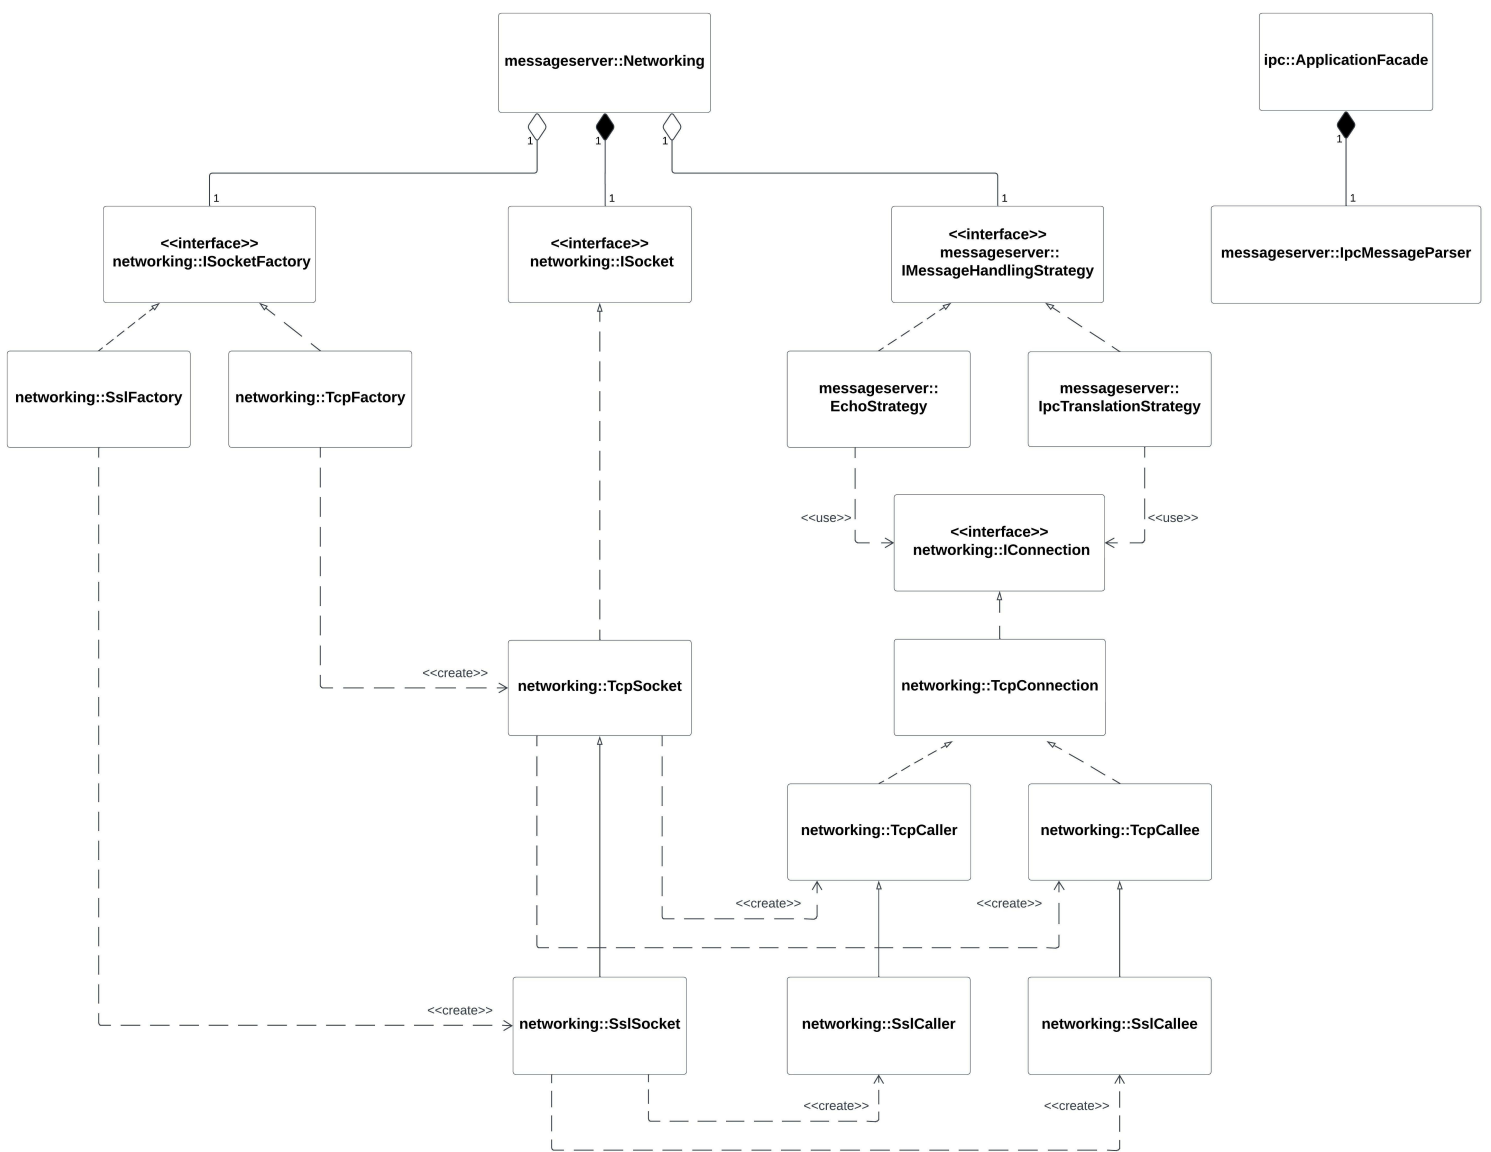 messageserver::Networking
ipc::ApplicationFacade
1
1
1
1
1
1
1
1
<<interface>>
networking::ISocketFactory
<<interface>>
networking::ISocket
<<interface>>
messageserver::
IMessageHandlingStrategy
messageserver::IpcMessageParser
networking::SslFactory
networking::TcpFactory
messageserver::
EchoStrategy
messageserver::
IpcTranslationStrategy
<<use>>
<<use>>
<<interface>>
networking::IConnection
<<create>>
networking::TcpSocket
networking::TcpConnection
networking::TcpCaller
networking::TcpCallee
<<create>>
<<create>>
<<create>>
networking::SslSocket
networking::SslCaller
networking::SslCallee
<<create>>
<<create>>